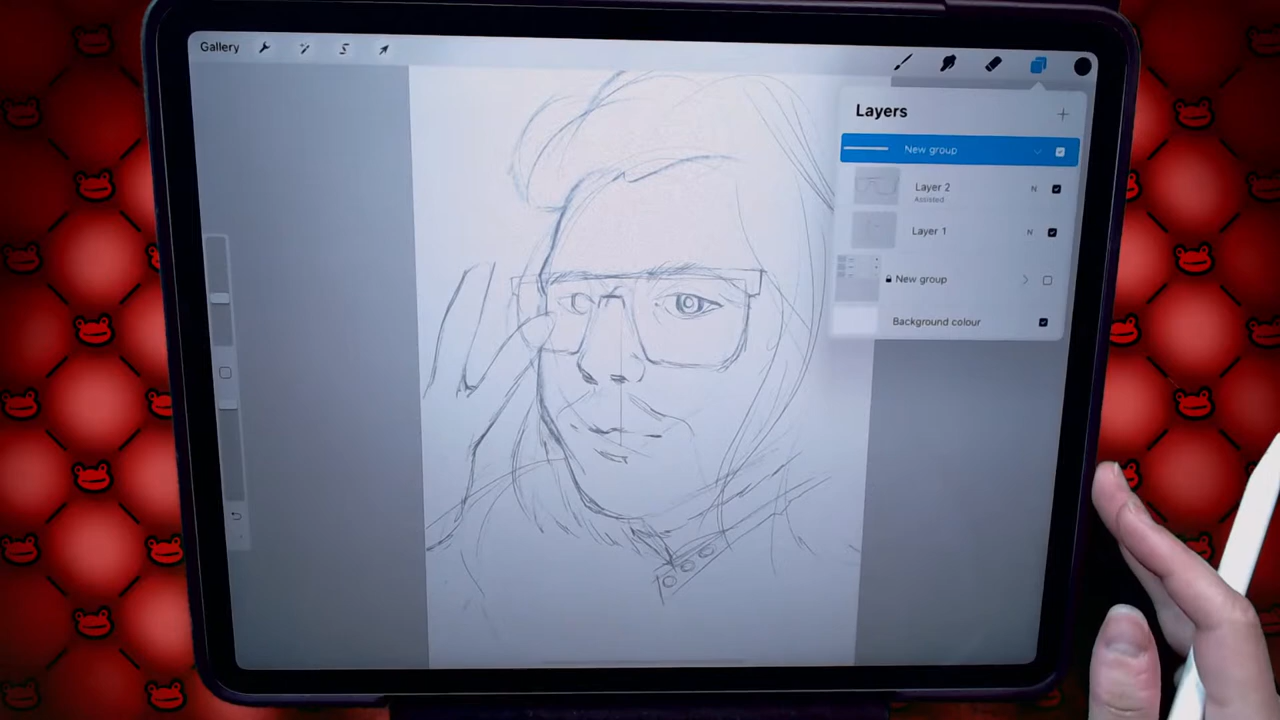 Gallery
Layers
New group
Layer 2
N
Assisted
Layer 1
N
New group
Background colour